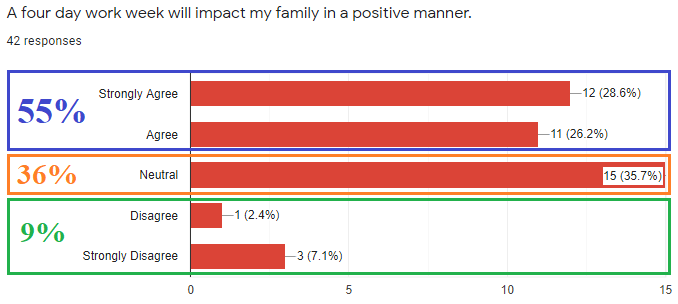 A four day work week will impact my family in a positive manner.
42 responses
55%
Strongly Agree 12 (28.6%)
Agree 11 (26.2%)
36%
Neutral 15 (35.7%)
9%
Disagree 1 (2.4%)
Strongly Disagree 3 (7.1%)
0 5 10 15